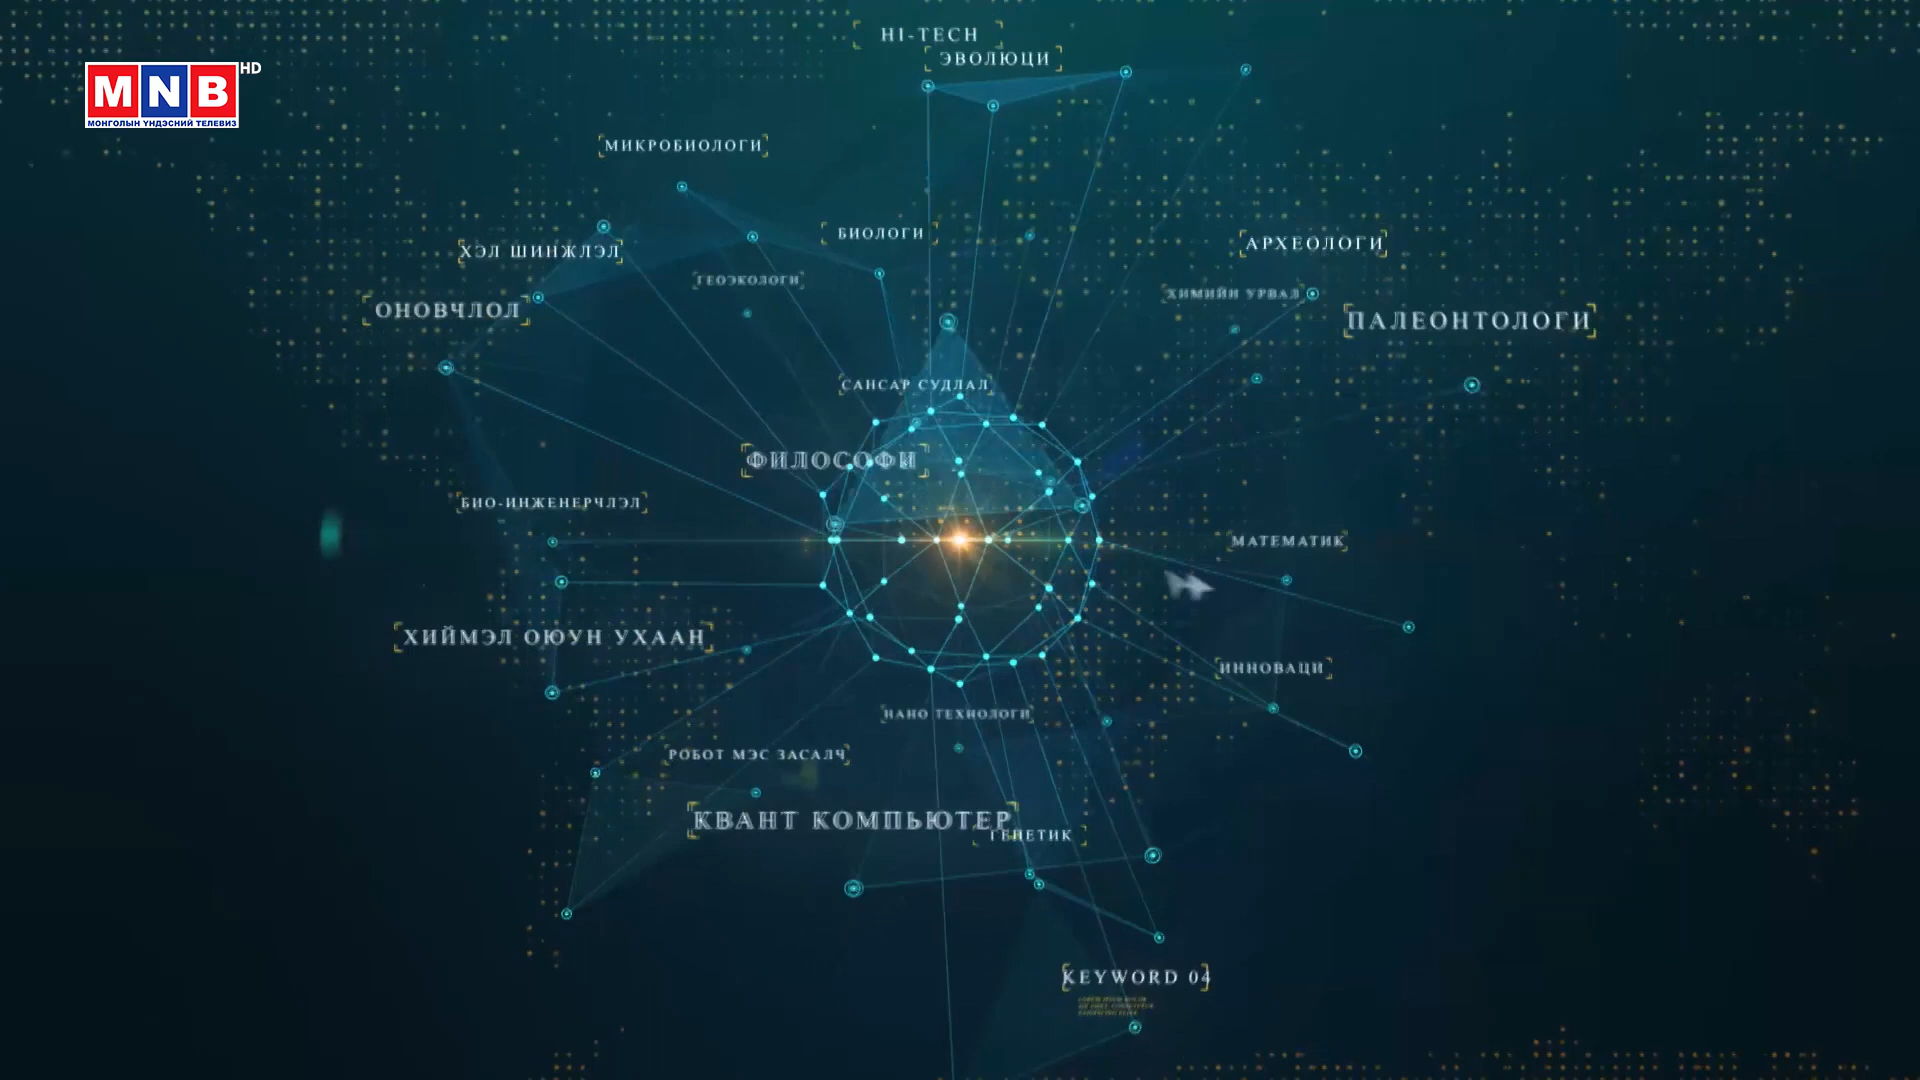 HI-TECH
ЭВОЛЮЦИ
MNB HD
МОНГОЛЫН ҮНДЭСНИЙ ТЕЛЕВИЗ
МИКРОБИОЛОГИ
БИОЛОГИ
АРХЕОЛОГИ
ХЭЛ ШИНЖЛЭЛ
ГЕОЭКОЛОГИ
ХИМИЙН УРВАЛ
ОНОВЧЛОЛ
ПАЛЕОНТОЛОГИ
САНСАР СУДЛАЛ
ФИЛОСОФИ
БИО-ИНЖЕНЕРЧЛЭЛ
МАТЕМАТИК
ХИЙМЭЛ ОЮУН УХААН
ИННОВАЦИ
НАНО ТЕХНОЛОГИ
РОБОТ МЭС ЗАСАЛЧ
КВАНТ КОМПЬЮТЕР
ГЕНЕТИК
KEYWORD 04